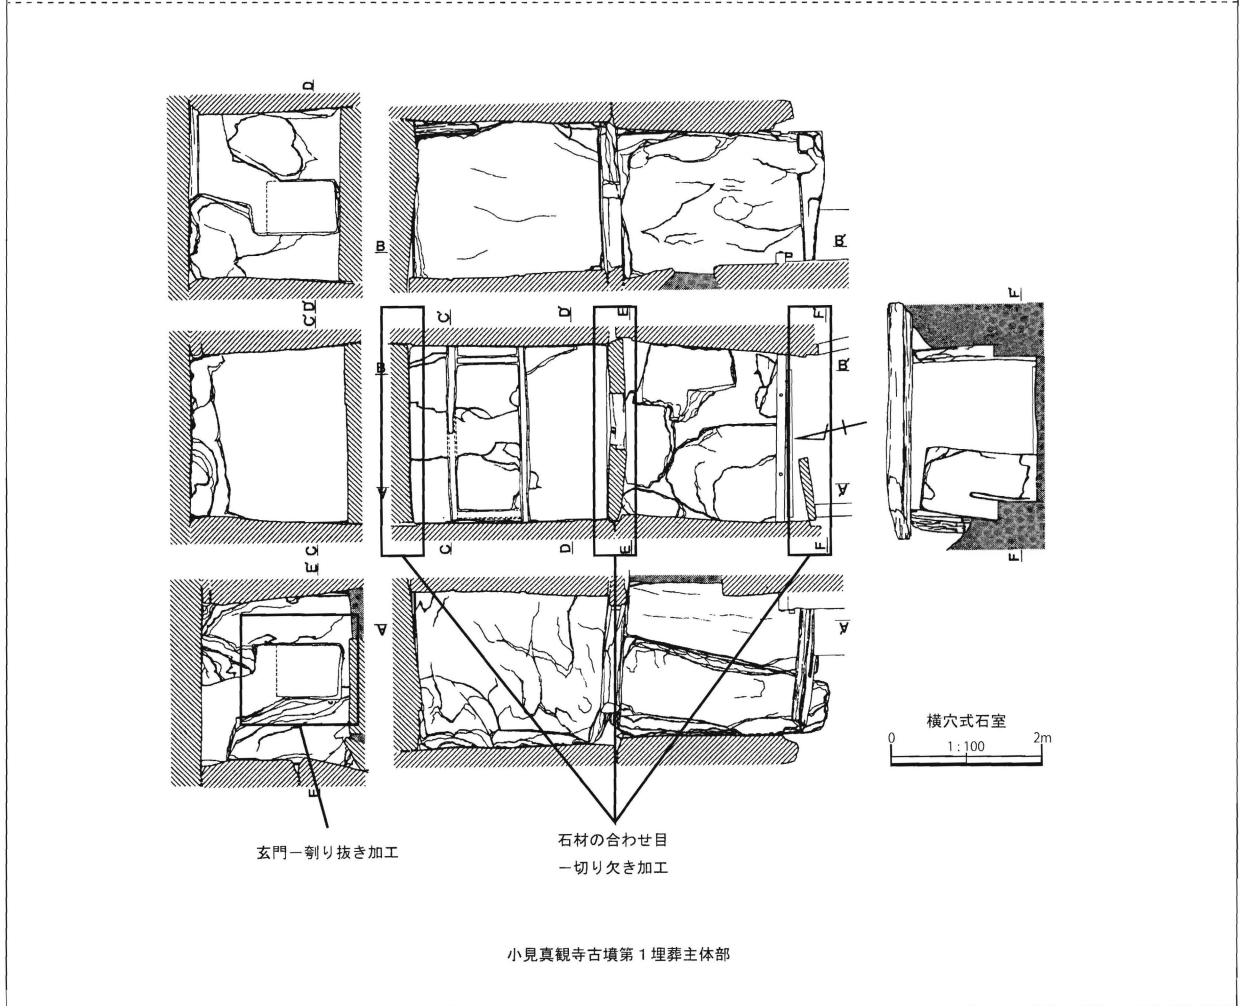 D
B
B'
C' D'
C'
D'
E'
F'
F'
B
B'
A
A'
C
D
E
F
F
E' C
A
A'
E
横穴式石室
0
1：100
2m
玄門－刳り抜き加工
石材の合わせ目
－切り欠き加工
小見真観寺古墳第１埋葬主体部